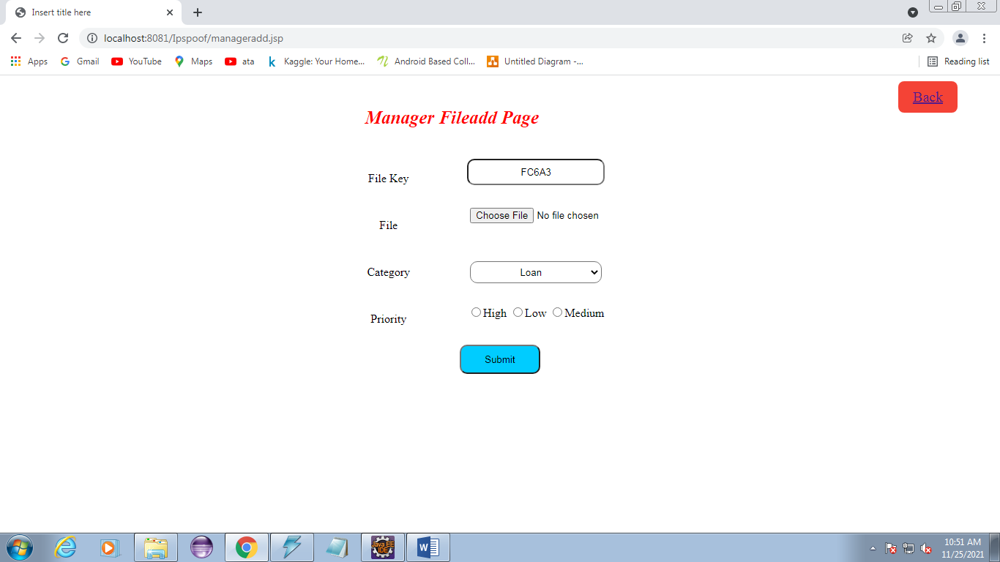 Insert title here
localhost:8081/Ipspoof/manageradd.jsp
Apps Gmail YouTube Maps ata Kaggle: Your Home... Android Based Coll... Untitled Diagram -... Reading list
Back
Manager Fileadd Page
File Key FC6A3
File Choose File No file chosen
Category Loan
Priority High Low Medium
Submit
Java EE
IDE
W
10:51 AM
11/25/2021